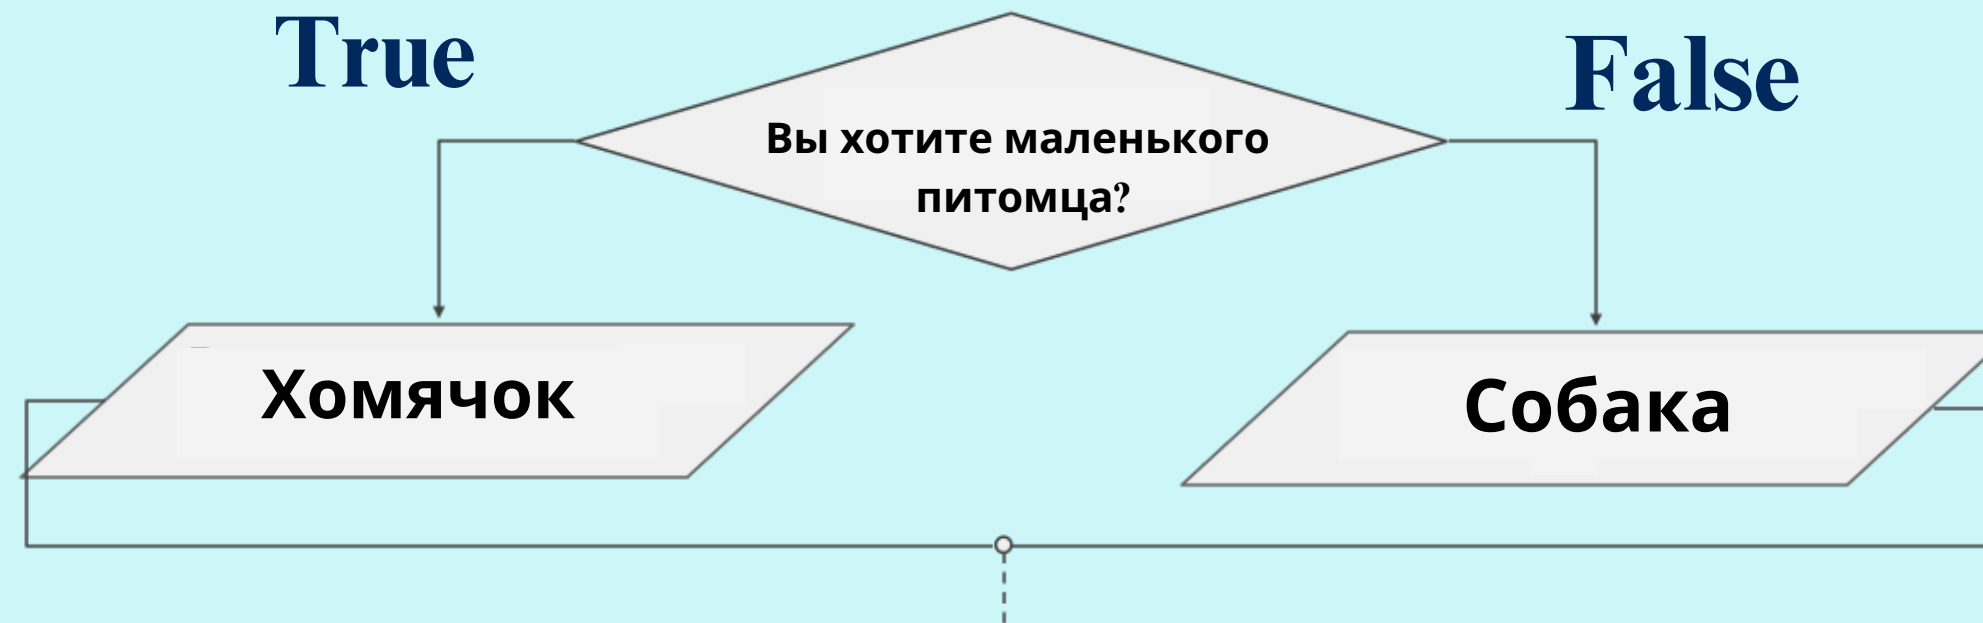 True
False
Вы хотите маленького
питомца?
Хомячок
Собака